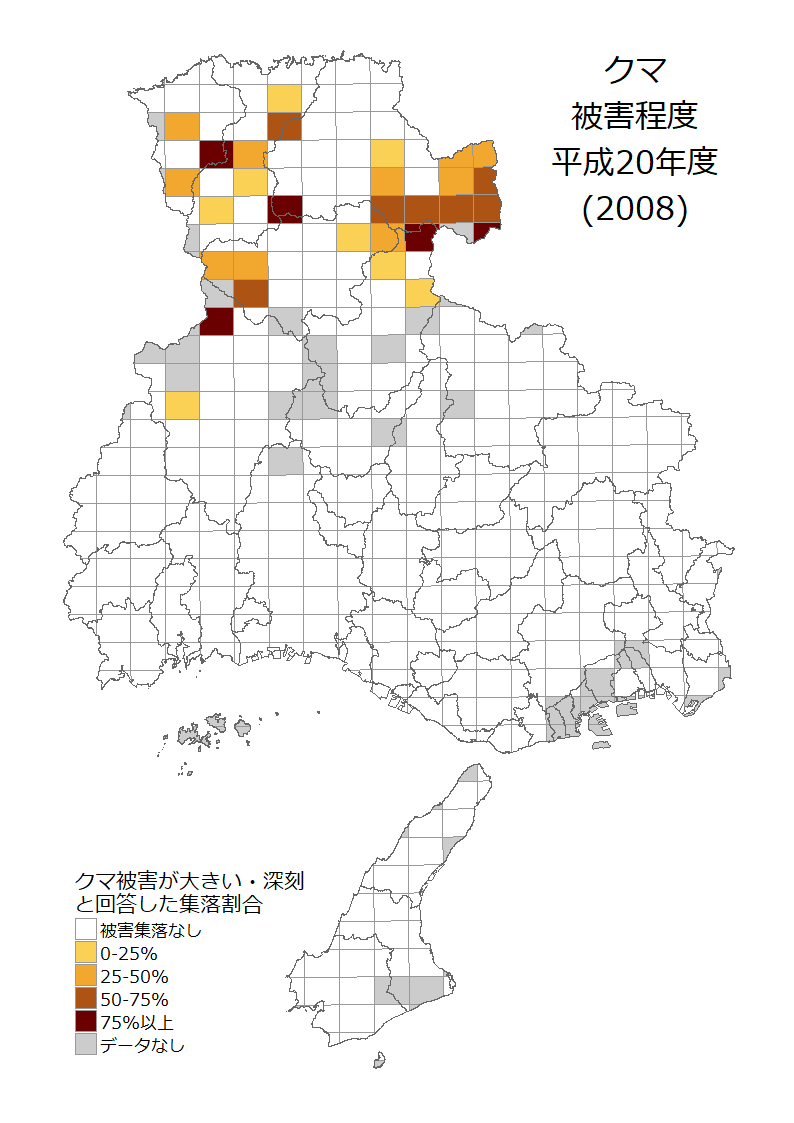 クマ
被害程度
平成20年度
(2008)
クマ被害が大きい・深刻
と回答した集落割合
被害集落なし
0-25%
25-50%
50-75%
75%以上
データなし